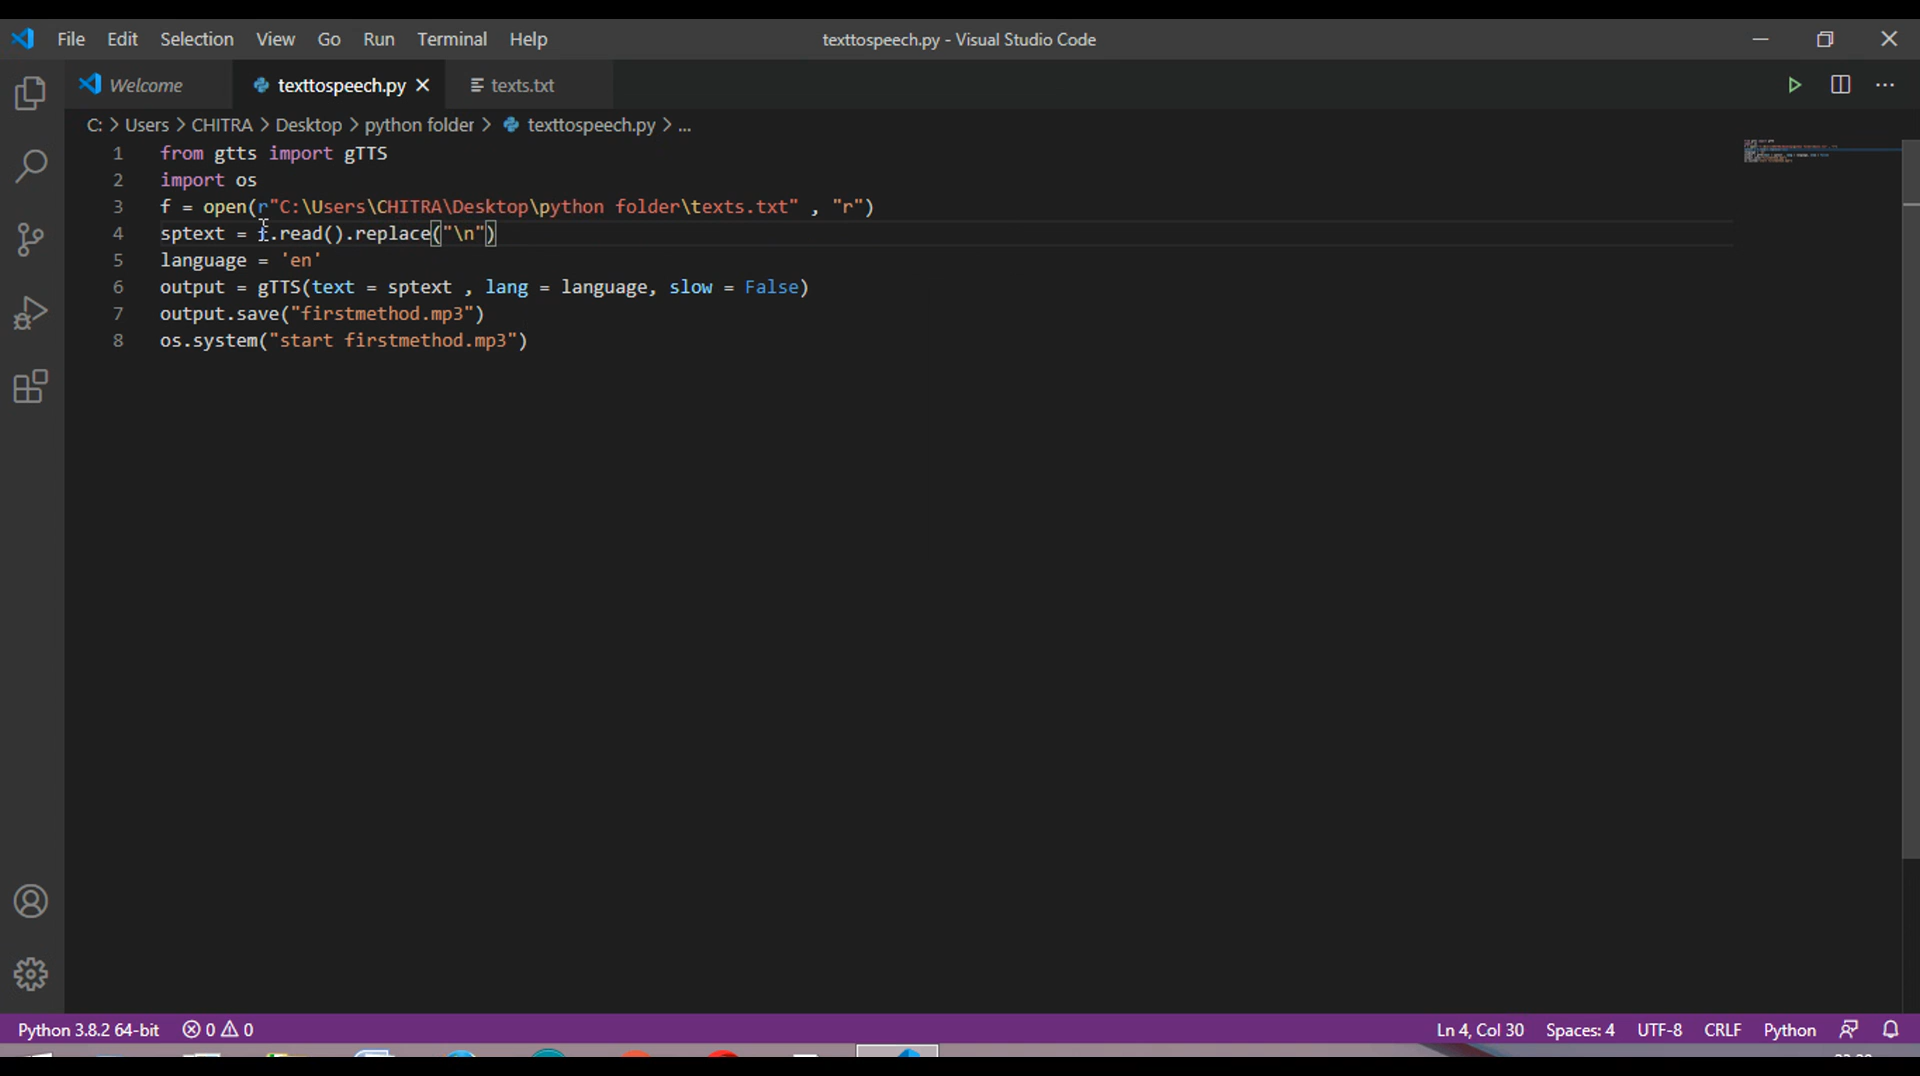 File Edit Selection View Go Run Terminal Help texttospeech.py - Visual Studio Code
Welcome texttospeech.py texts.txt
C: > Users > CHITRA > Desktop > python folder > texttospeech.py > ...
1 from gtts import gTTS
2 import os
3 f = open(r"C:\Users\CHITRA\Desktop\python folder\texts.txt" , "r")
4 sptext = f.read().replace("\n")
5 language = 'en'
6 output = gTTS(text = sptext , lang = language, slow = False)
7 output.save("firstmethod.mp3")
8 os.system("start firstmethod.mp3")
Python 3.8.2 64-bit 0 0 Ln 4, Col 30 Spaces: 4 UTF-8 CRLF Python